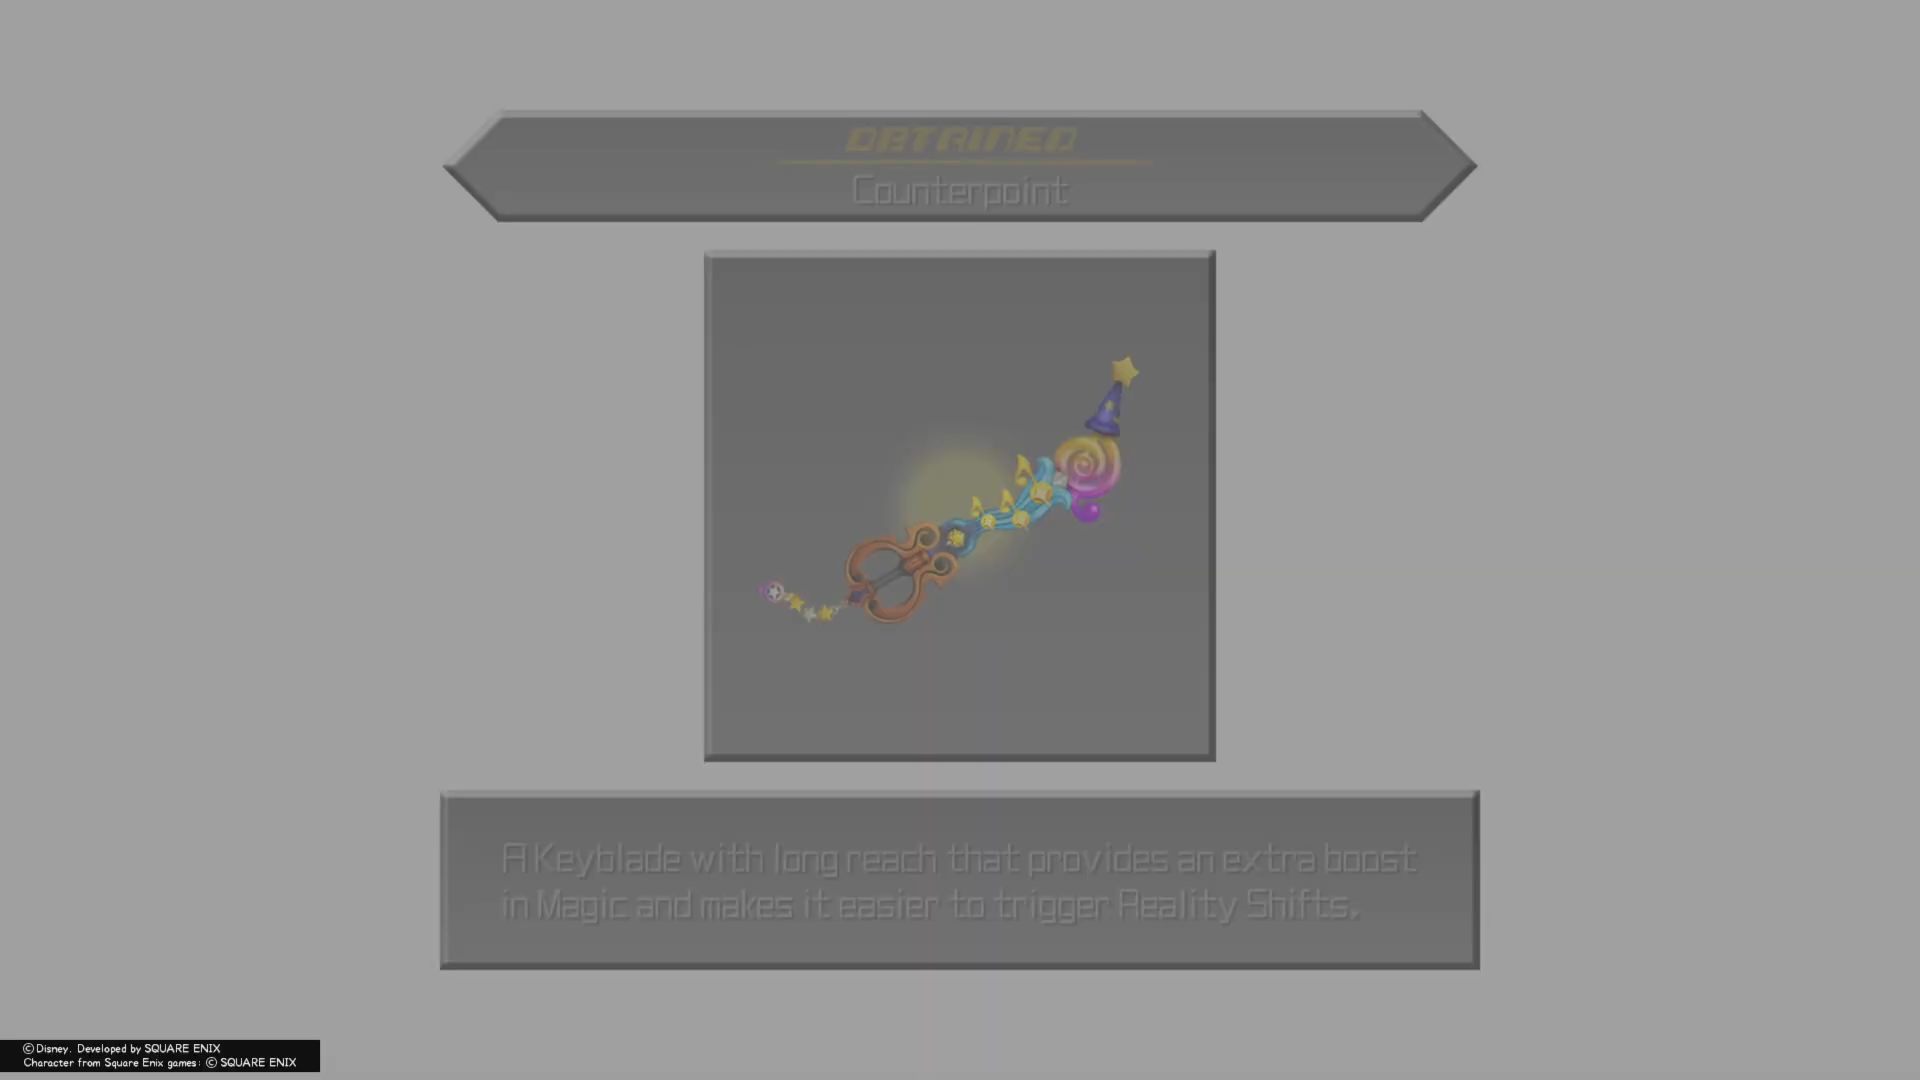 OBTAINED
Counterpoint
A Keyblade with long reach that provides an extra boost
in Magic and makes it easier to trigger Reality Shifts.
© Disney. Developed by SQUARE ENIX
Character from Square Enix games: © SQUARE ENIX